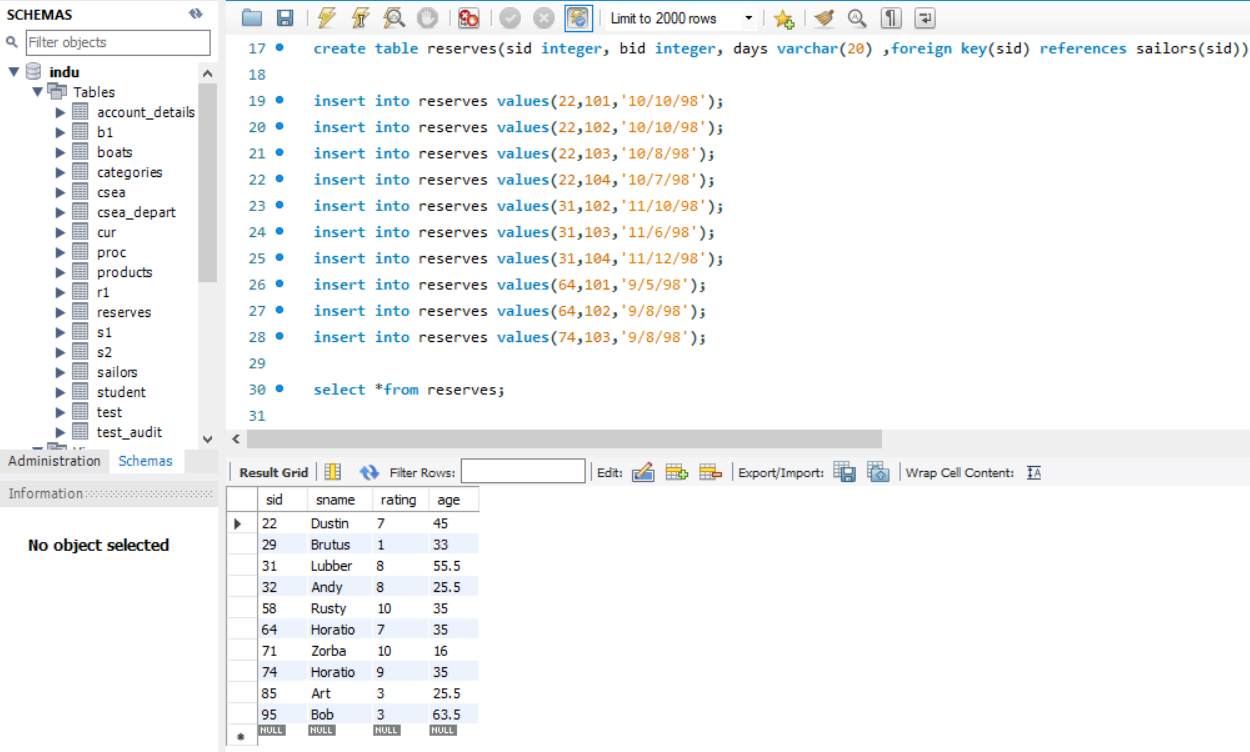 SCHEMAS
Filter objects
indu
Tables
account_details
b1
boats
categories
csea
csea_depart
cur
proc
products
r1
reserves
s1
s2
sailors
student
test
test_audit
Administration Schemas
Information
No object selected
Limit to 2000 rows
17 create table reserves(sid integer, bid integer, days varchar(20) ,foreign key(sid) references sailors(sid))
18
19 insert into reserves values(22,101,'10/10/98');
20 insert into reserves values(22,102,'10/10/98');
21 insert into reserves values(22,103,'10/8/98');
22 insert into reserves values(22,104,'10/7/98');
23 insert into reserves values(31,102,'11/10/98');
24 insert into reserves values(31,103,'11/6/98');
25 insert into reserves values(31,104,'11/12/98');
26 insert into reserves values(64,101,'9/5/98');
27 insert into reserves values(64,102,'9/8/98');
28 insert into reserves values(74,103,'9/8/98');
29
30 select *from reserves;
31
Result Grid Filter Rows: Edit: Export/Import: Wrap Cell Content:
sid sname rating age
22 Dustin 7 45
29 Brutus 1 33
31 Lubber 8 55.5
32 Andy 8 25.5
58 Rusty 10 35
64 Horatio 7 35
71 Zorba 10 16
74 Horatio 9 35
85 Art 3 25.5
95 Bob 3 63.5
NULL NULL NULL NULL